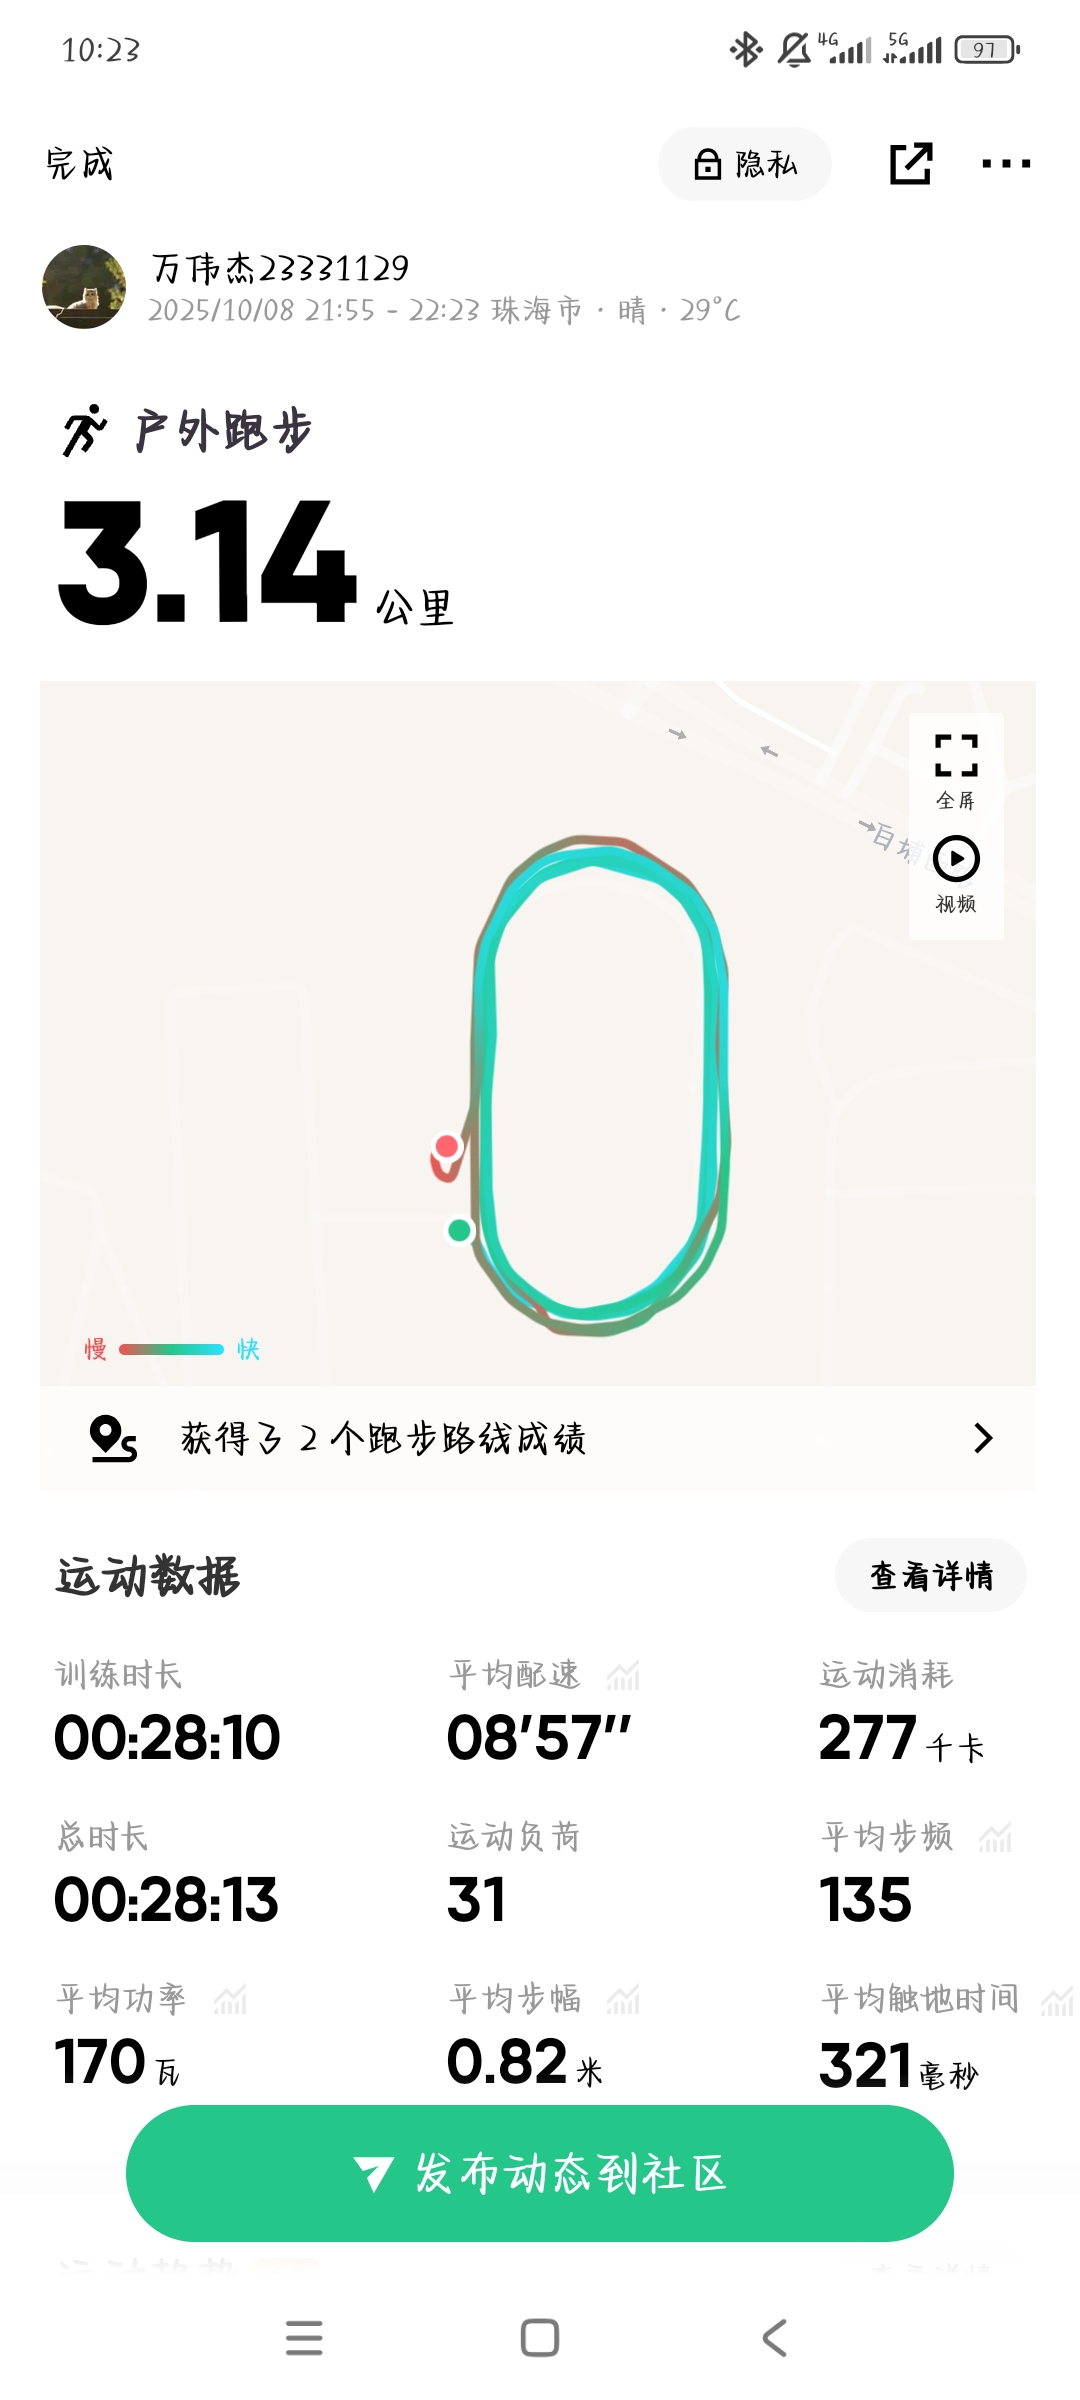 10:23
4G 5G 97
完成
隐私
万伟杰23331129
2025/10/08 21:55 - 22:23 珠海市 · 晴 · 29°C
户外跑步
3.14 公里
全屏
百埔
视频
慢 快
获得了 2 个跑步路线成绩
运动数据
查看详情
训练时长 平均配速 运动消耗
00:28:10 08'57'' 277 千卡
总时长 运动负荷 平均步频
00:28:13 31 135
平均功率 平均步幅 平均触地时间
170 瓦 0.82 米 321 毫秒
发布动态到社区